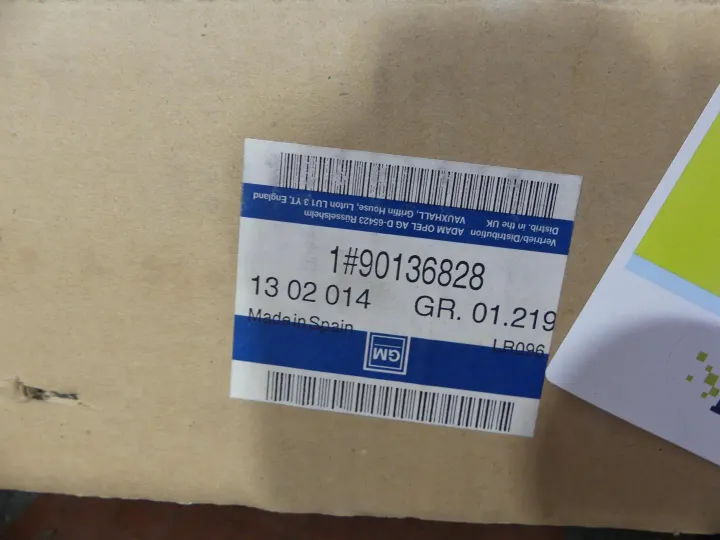 Vertrieb/Distribution ADAM OPEL AG D-65423 Rüsselsheim
Distrib. in the UK VAUXHALL, Griffin House, Luton LU1 3 YT, England
1#90136828
13 02 014 GR. 01.219
Made in Spain LR096
GM